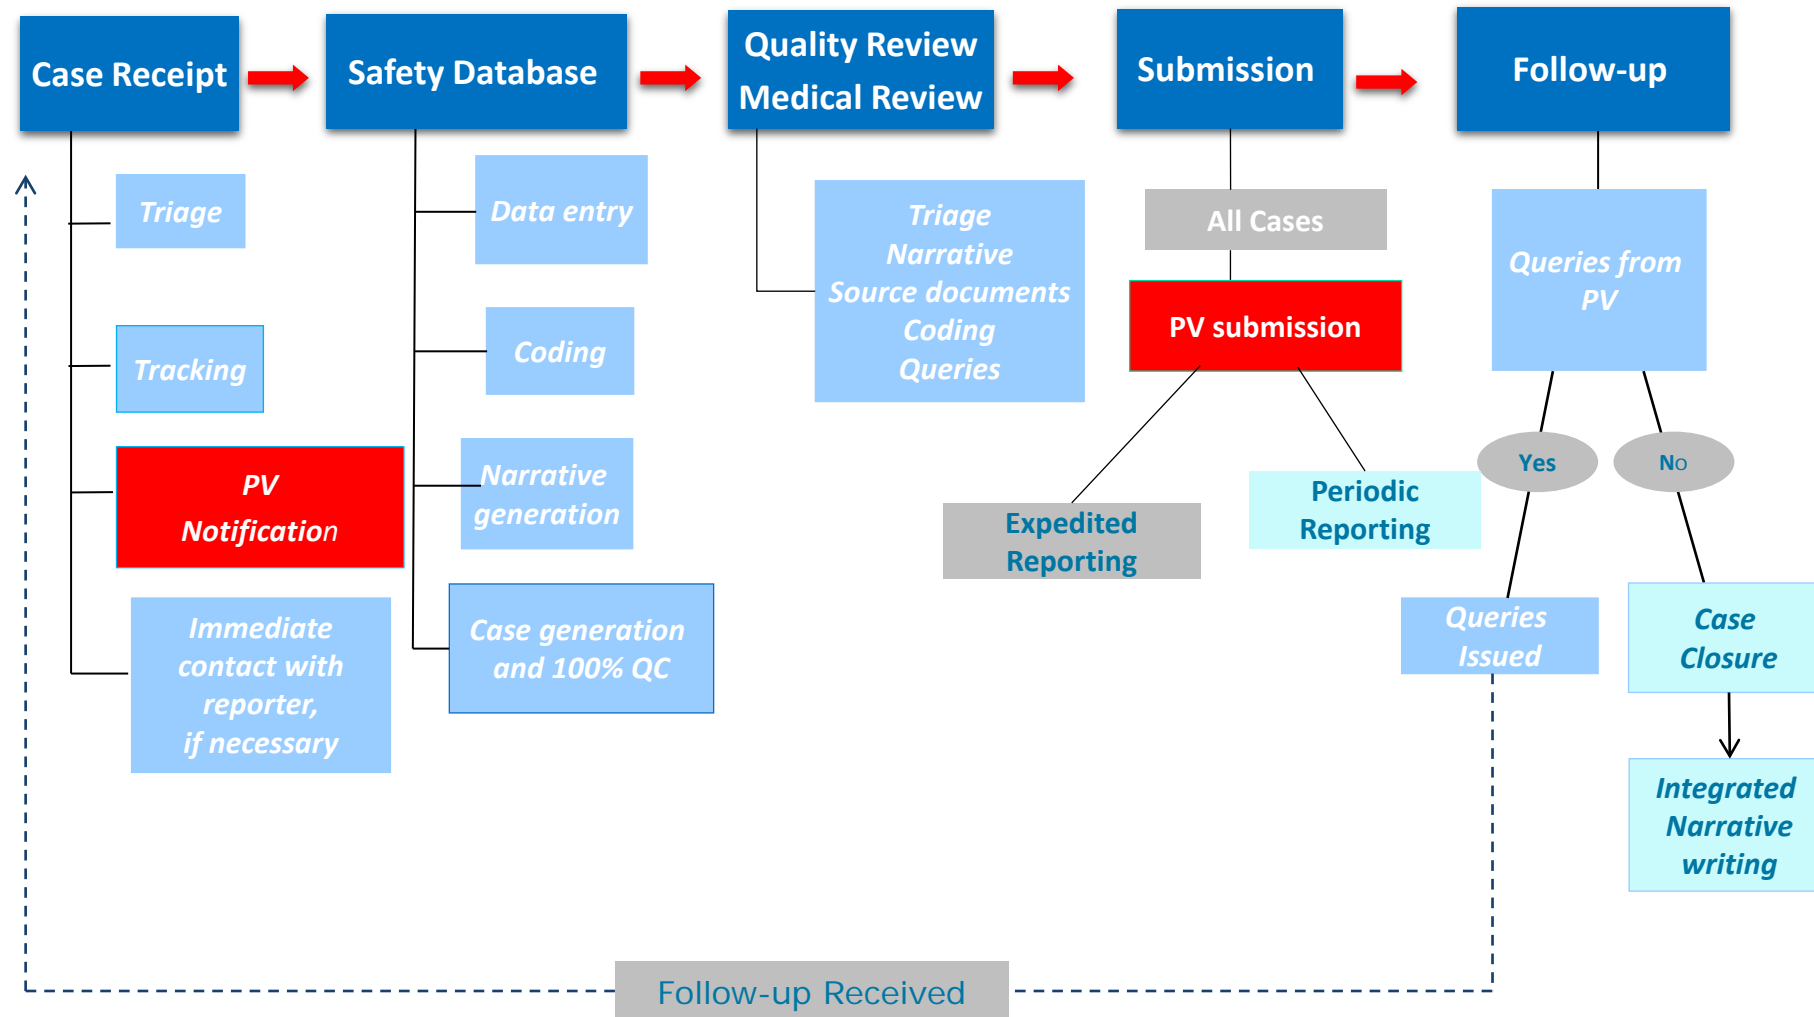 Case Receipt
Safety Database
Quality Review
Medical Review
Submission
Follow-up
Triage
Tracking
PV
Notification
Immediate
contact with
reporter,
if necessary
Data entry
Coding
Narrative
generation
Case generation
and 100% QC
Triage
Narrative
Source documents
Coding
Queries
All Cases
PV submission
Expedited
Reporting
Periodic
Reporting
Queries from
PV
Yes
No
Queries
Issued
Case
Closure
Integrated
Narrative
writing
Follow-up Received